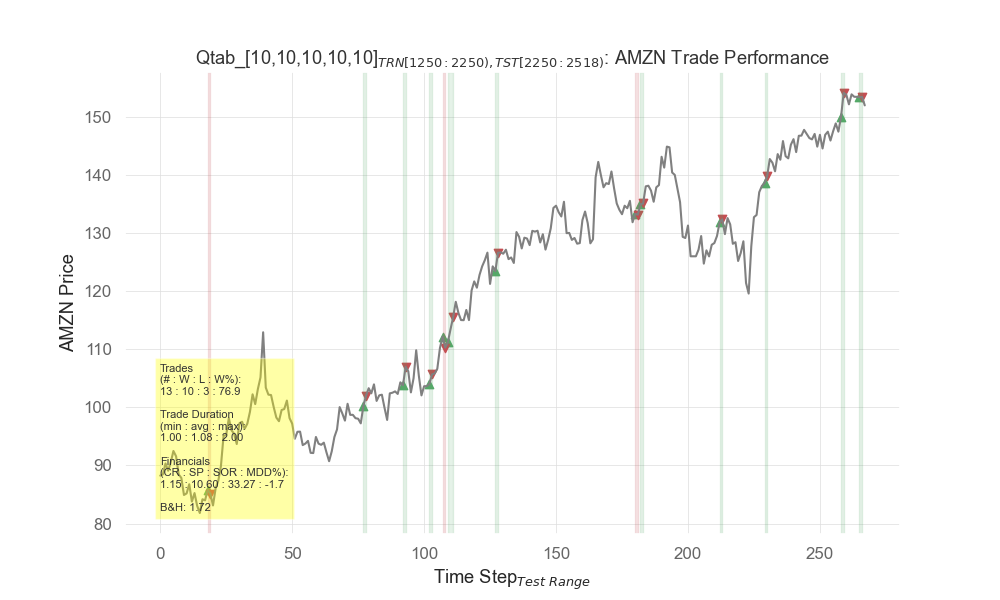 Qtab_[10,10,10,10,10]TRN[1250:2250),TST[2250:2518): AMZN Trade Performance
AMZN Price
150
140
130
120
110
100
90
80
Trades
(# : W : L : W%):
13 : 10 : 3 : 76.9
Trade Duration
(min : avg : max):
1.00 : 1.08 : 2.00
Financials
(CR : SP : SOR : MDD%):
1.15 : 10.60 : 33.27 : -1.7
B&H: 1.72
0 50 100 150 200 250
Time StepTest Range